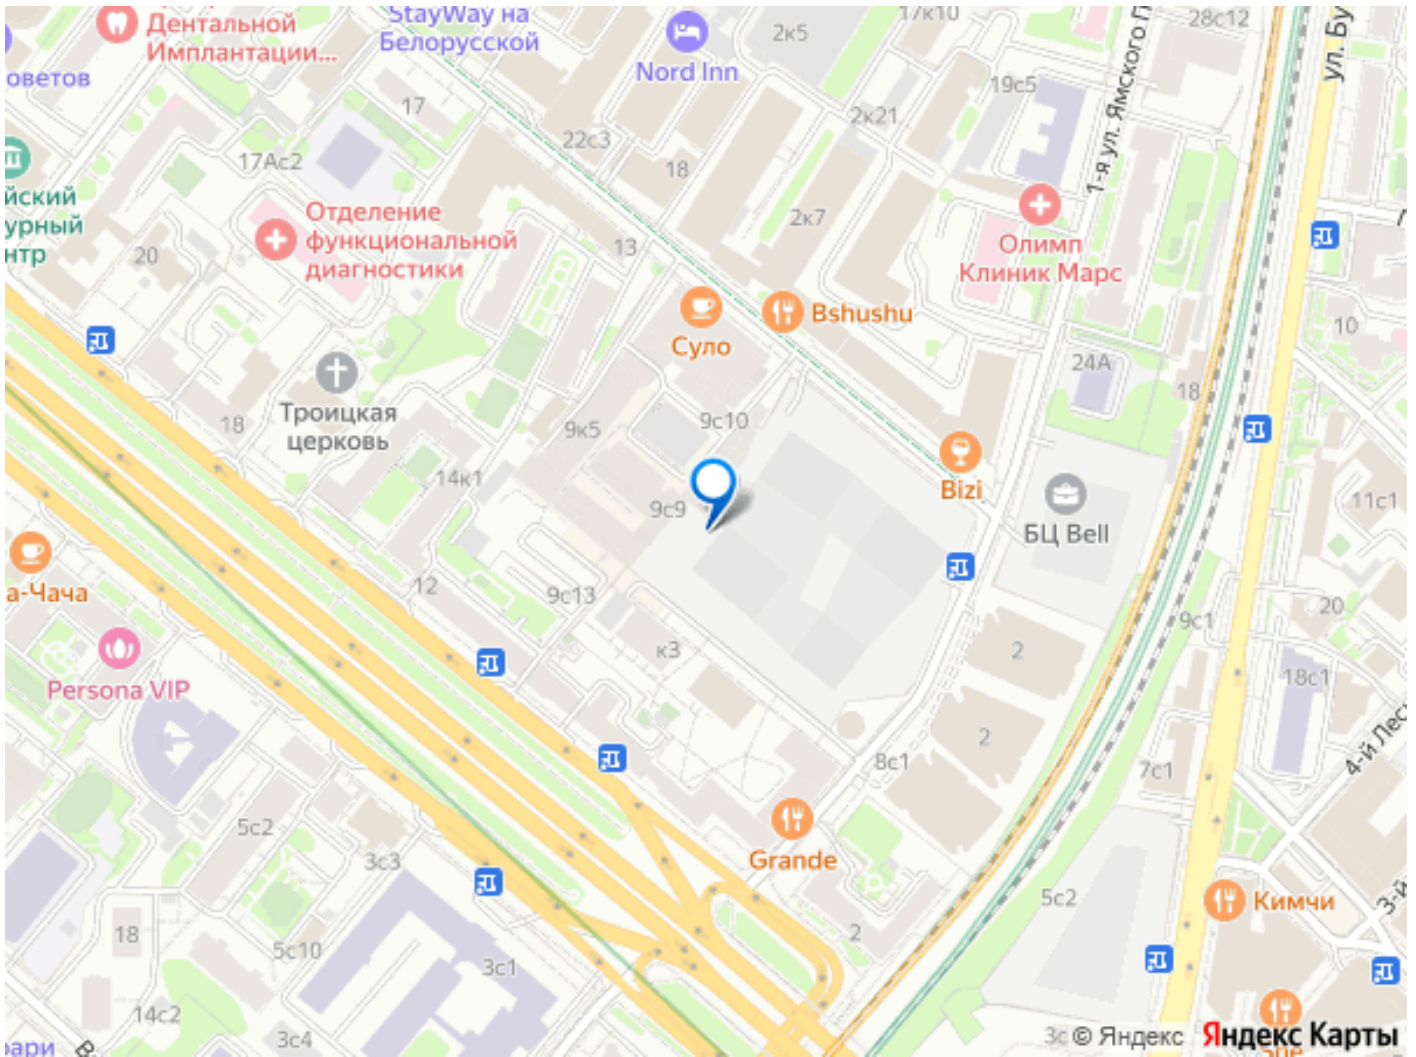 Дентальной
Имплантации...
StayWay на
Белорусской
Nord Inn
2к5
17к10
28с12
ул. Бу
оветов
17
19с5
1-я ул. Ямского П
22с3
2к21
17Ас2
18
йский
урный
нтр
Отделение
функциональной
диагностики
20
13
2к7
Олимп
Клиник Марс
Bshushu
Суло
10
24А
18
Троицкая
церковь
18
9к5
9с10
14к1
Bizi
9с9
БЦ Bell
11с1
а-Чача
12
9с13
20
9с1
Persona VIP
к3
2
18с1
2
8с1
7с1
4-й Лес
5с2
3с3
Grande
5с2
Кимчи
3-й
18
5с10
3с1
2
14с2
3с4
3с
© Яндекс
Яндекс Карты